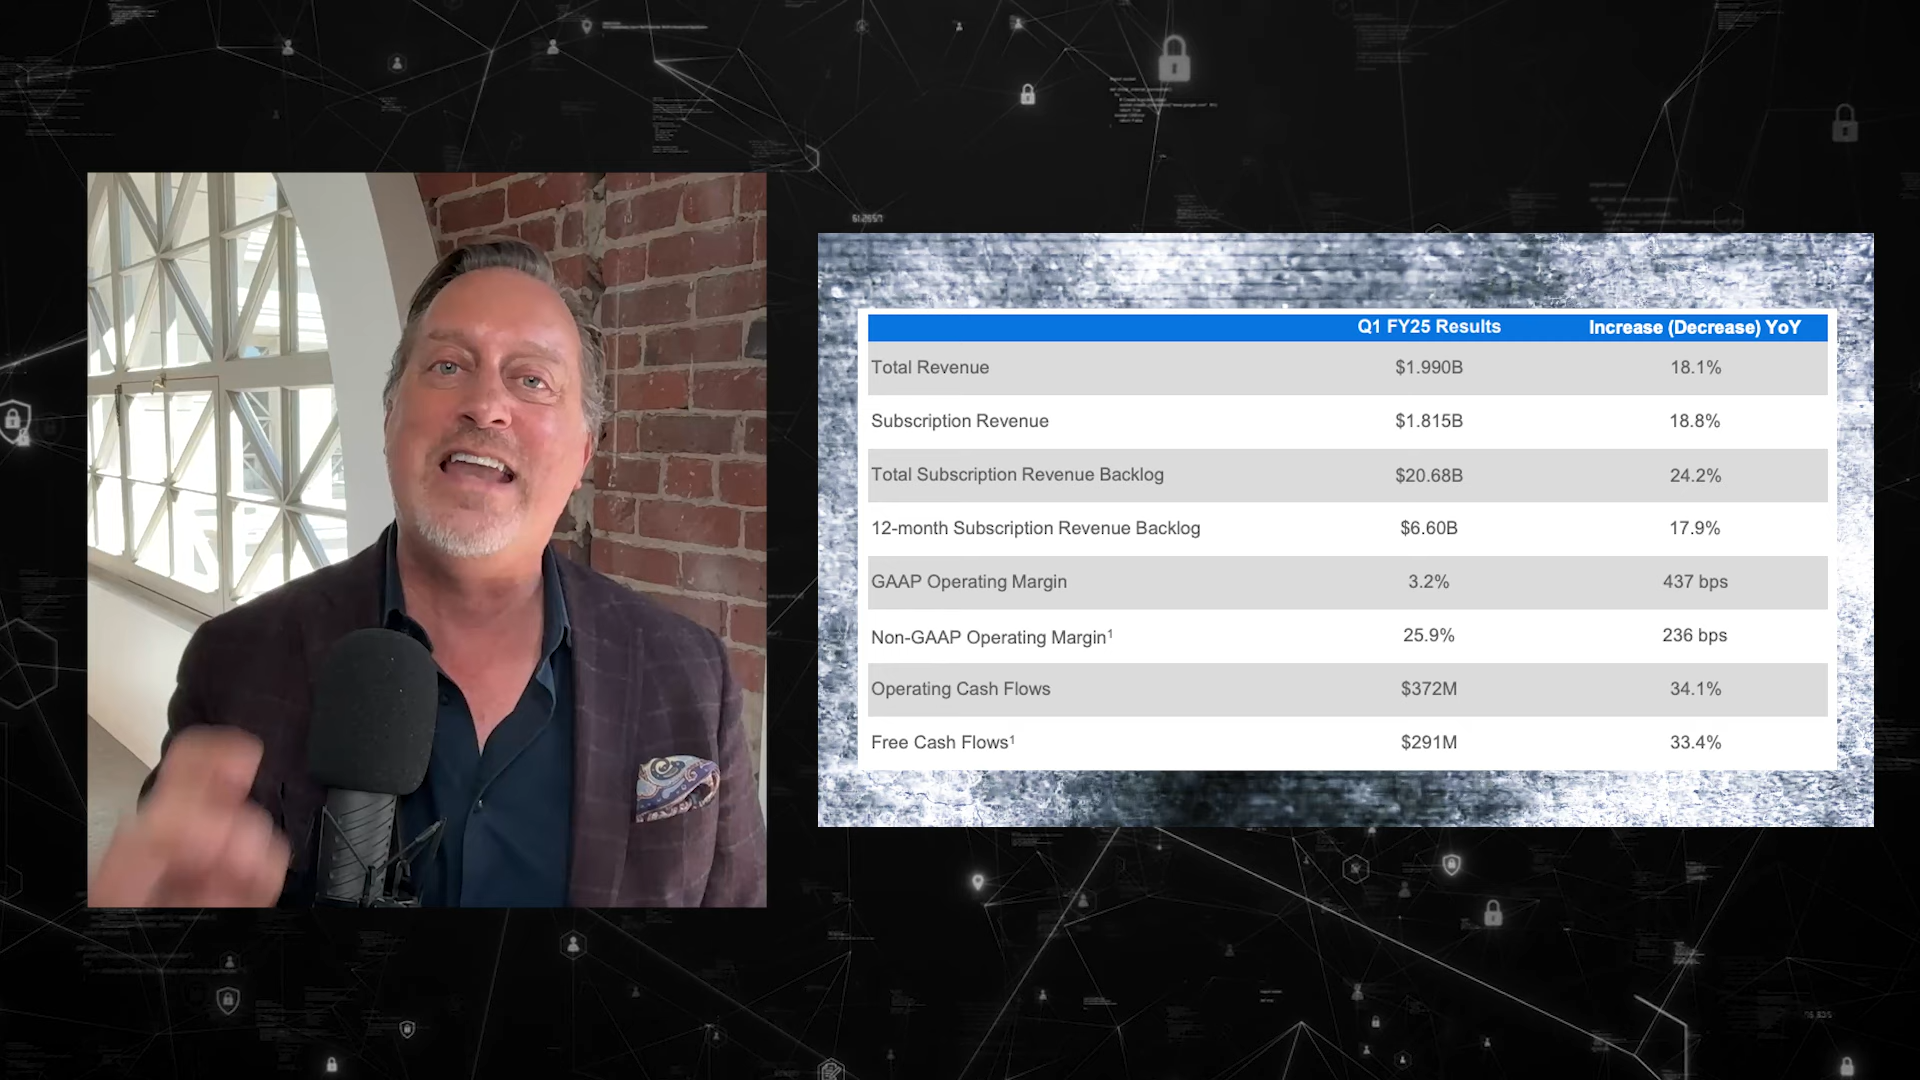 Q1 FY25 Results Increase (Decrease) YoY
Total Revenue $1.990B 18.1%
Subscription Revenue $1.815B 18.8%
Total Subscription Revenue Backlog $20.68B 24.2%
12-month Subscription Revenue Backlog $6.60B 17.9%
GAAP Operating Margin 3.2% 437 bps
Non-GAAP Operating Margin¹ 25.9% 236 bps
Operating Cash Flows $372M 34.1%
Free Cash Flows¹ $291M 33.4%